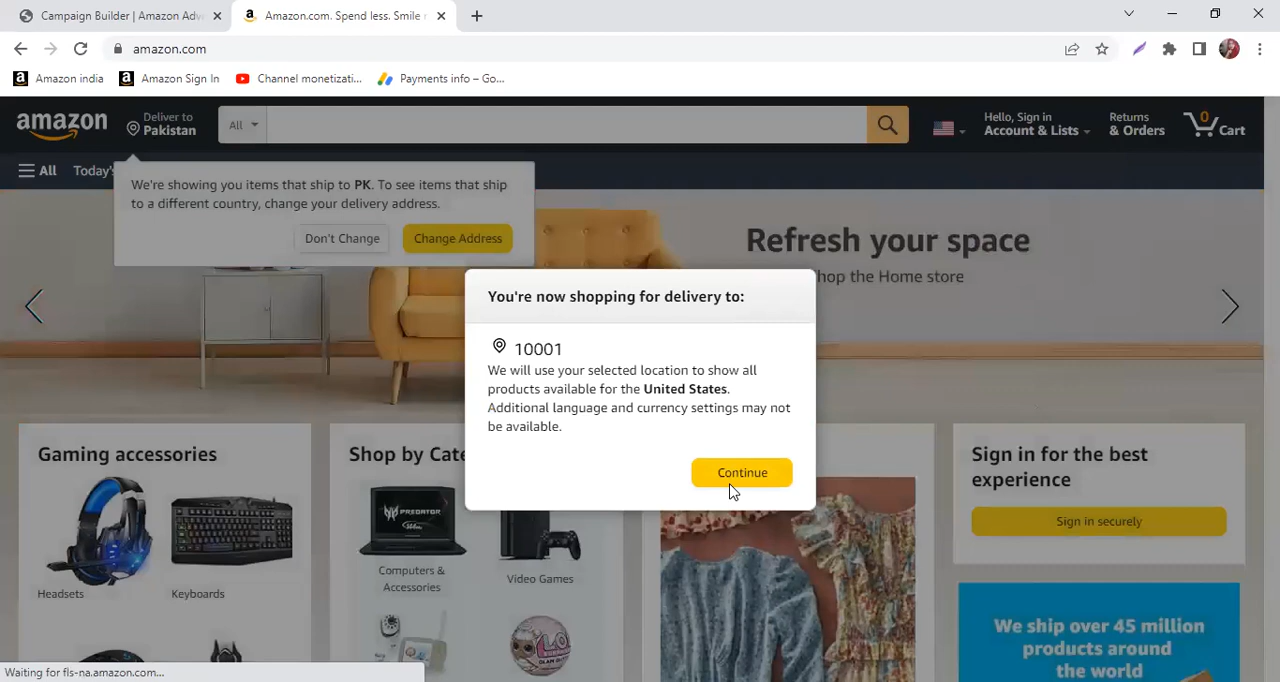 Campaign Builder | Amazon Adve
Amazon.com. Spend less. Smile
amazon.com
Amazon india
Amazon Sign In
Channel monetizati...
Payments info – Go...
amazon
Deliver to
Pakistan
All
Hello, Sign in
Account & Lists
Returns
& Orders
0
Cart
All
Today's
We're showing you items that ship to PK. To see items that ship
to a different country, change your delivery address.
Don't Change
Change Address
Refresh your space
Shop the Home store
You're now shopping for delivery to:
10001
We will use your selected location to show all
products available for the United States.
Additional language and currency settings may not
be available.
Continue
Gaming accessories
Headsets
Keyboards
Shop by Cate
PREDATOR
Computers &
Accessories
Video Games
Sign in for the best
experience
Sign in securely
We ship over 45 million
products around
the world
Waiting for fls-na.amazon.com...